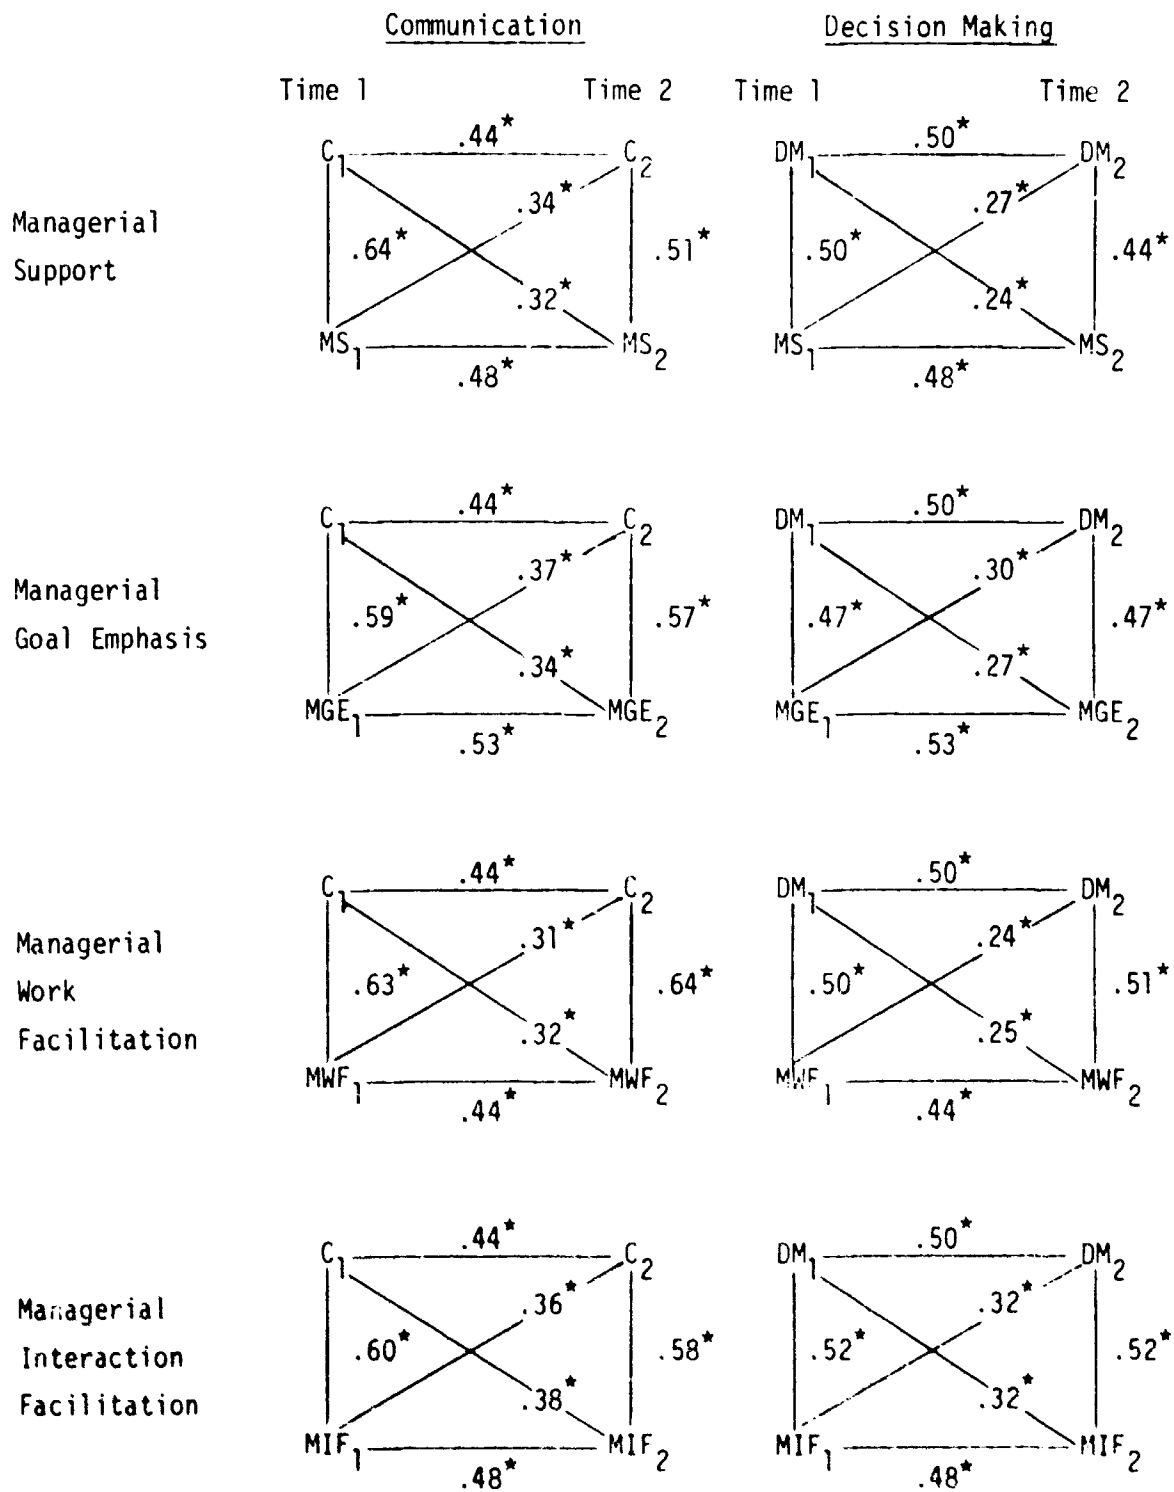 Communication Decision Making
Time 1 Time 2 Time 1 Time 2
.44* .50*
C1 C2 DM1 DM2
.34* .27*
Managerial
Support
.64* .51* .50* .44*
.32* .24*
MS1 MS2 MS1 MS2
.48* .48*
.44* .50*
C1 C2 DM1 DM2
.37* .30*
Managerial
Goal Emphasis
.59* .57* .47* .47*
.34* .27*
MGE1 MGE2 MGE1 MGE2
.53* .53*
.44* .50*
C1 C2 DM1 DM2
.31* .24*
Managerial
Work
Facilitation
.63* .64* .50* .51*
.32* .25*
MWF1 MWF2 MWF1 MWF2
.44* .44*
.44* .50*
C1 C2 DM1 DM2
.36* .32*
Managerial
Interaction
Facilitation
.60* .58* .52* .52*
.38* .32*
MIF1 MIF2 MIF1 MIF2
.48* .48*